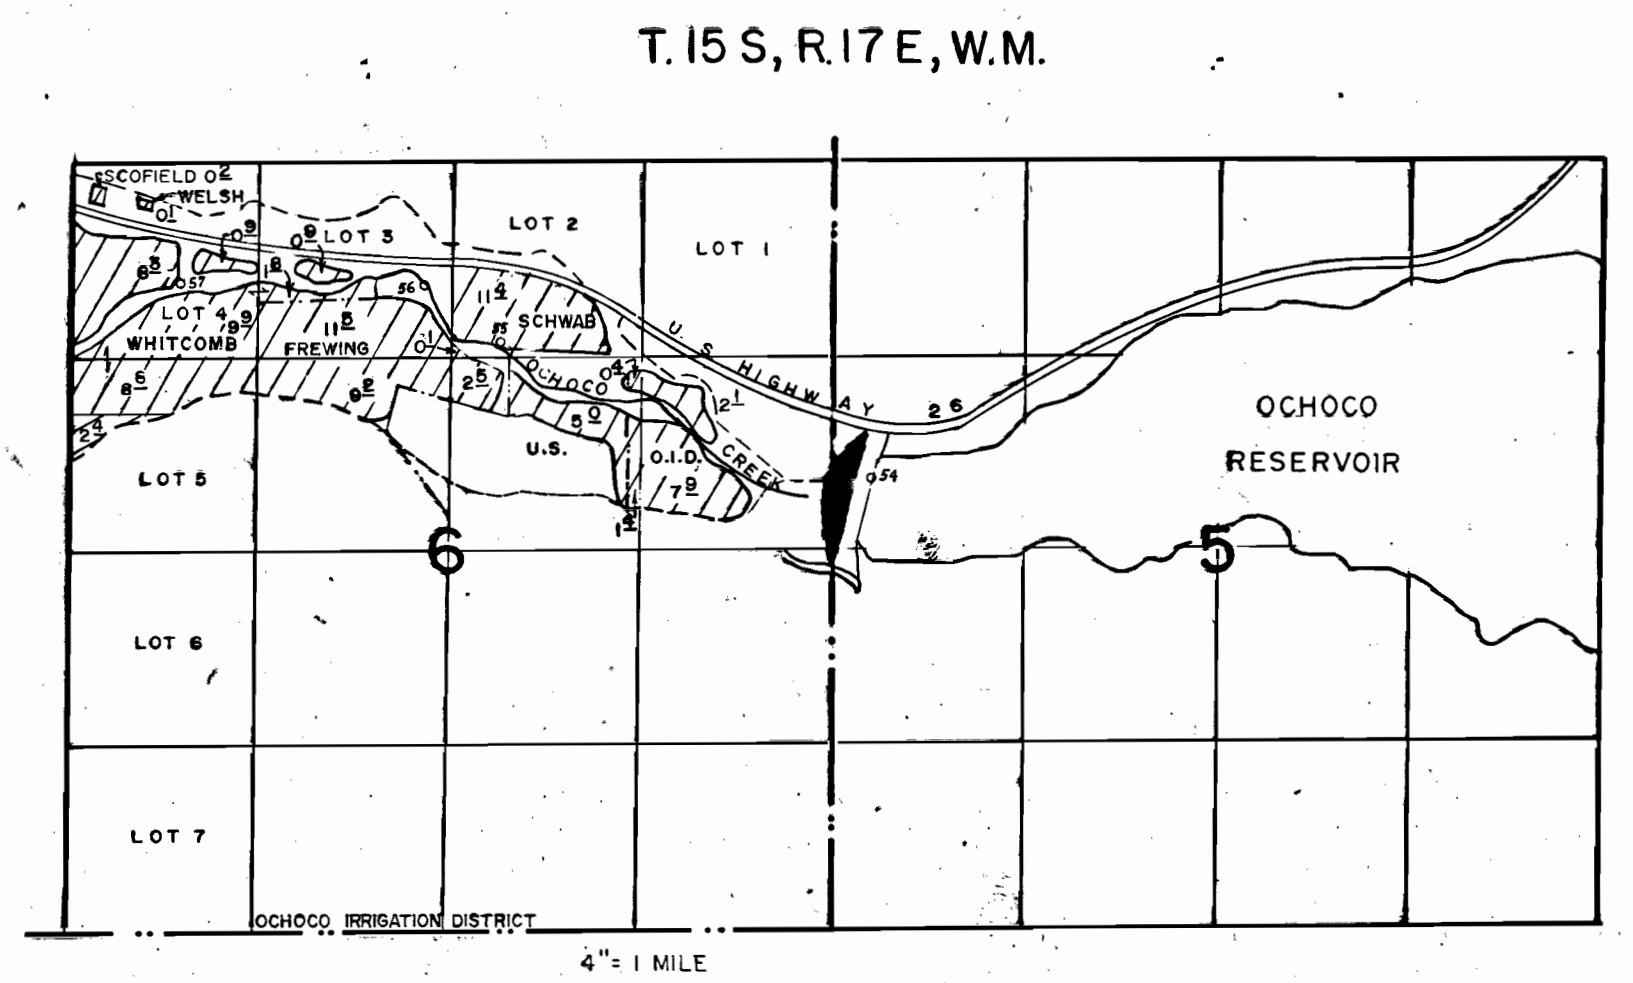 T. 15 S, R. 17 E, W.M.
SCOFIELD 0 2
WELSH
0 1
0 9
0 9
LOT 3
LOT 2
LOT 1
8 3
57
1 8
56
11 4
LOT 4
9 9
WHITCOMB
11 5
FREWING
0 1
55
SCHWAB
U. S HIGHWAY 26
8 6
9 2
2 5
OCHOCO CREEK
0 4
2 1
5 0
2 4
U.S.
O.I.D.
7 9
1 4
54
OCHOCO
RESERVOIR
LOT 5
6
5
LOT 6
LOT 7
OCHOCO IRRIGATION DISTRICT
4" = 1 MILE